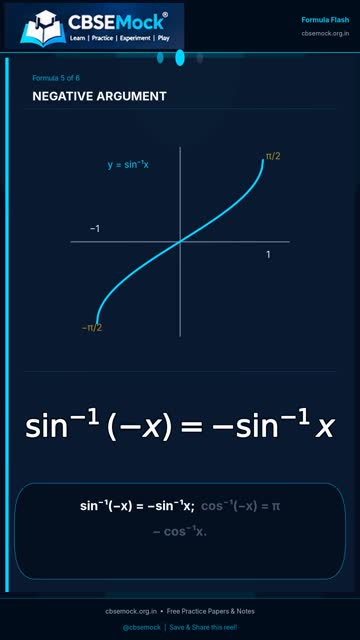 CBSEMock®
Learn | Practice | Experiment | Play
Formula Flash
cbsemock.org.in
Formula 5 of 6
NEGATIVE ARGUMENT
y = sin⁻¹x
π/2
−1
1
−π/2
sin⁻¹(−x) = −sin⁻¹ x
sin⁻¹(−x) = −sin⁻¹x; cos⁻¹(−x) = π
− cos⁻¹x.
cbsemock.org.in • Free Practice Papers & Notes
@cbsemock | Save & Share this reel!